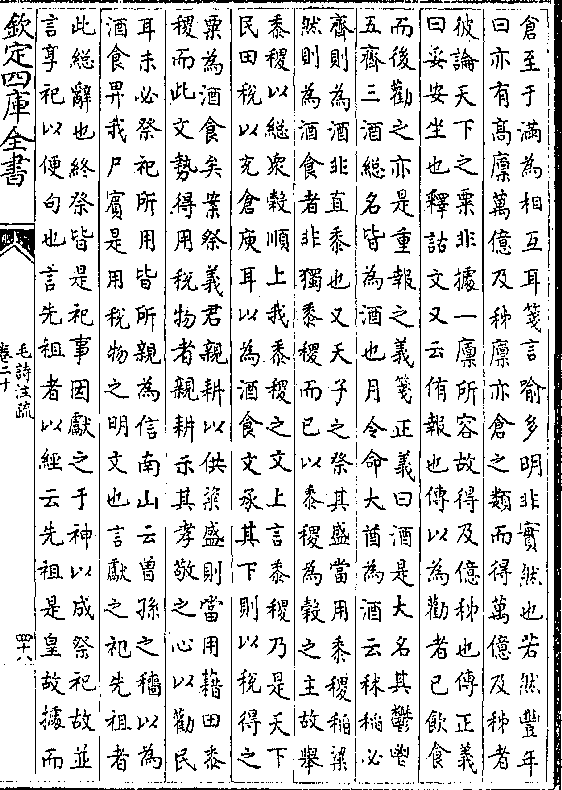 倉至于滿為相互耳箋言喻多明非實然也若然豐年
曰亦有髙廩萬億及秭廩亦倉之類而得萬億及秭者
彼論天下之粟非據一廩所容故得及億秭也傳正義
曰妥安坐也釋詁文又云侑報也傳以為勸者已飲食
而後勸之亦是重報之義箋正義曰酒是大名其鬱鬯
五齊三酒總名皆為酒也月令命大酋為酒云秫稻必
齊則為酒非直黍也又天子之祭其盛當用黍稷稻粱
然則為酒食者非獨黍稷而已以黍稷為穀之主故舉
黍稷以總衆穀順上我黍稷之文上言黍稷乃是天下
民田稅以充倉庾耳以為酒食文承其下則以稅得之
粟為酒食矣案祭義君親耕以供粢盛則當用藉田黍
稷而此文勢得用稅物者親耕示其孝敬之心以勸民
耳未必祭祀所用皆所親為信南山云曽孫之穡以為
酒食畀我尸賓是用稅物之明文也言獻之祀先祖者
此總辭也終祭皆是祀事因獻之于神以成祭祀故並
言享祀以便句也言先祖者以經云先祖是皇故據而
欽定四庫全書
毛詩注疏
卷二十
四十八